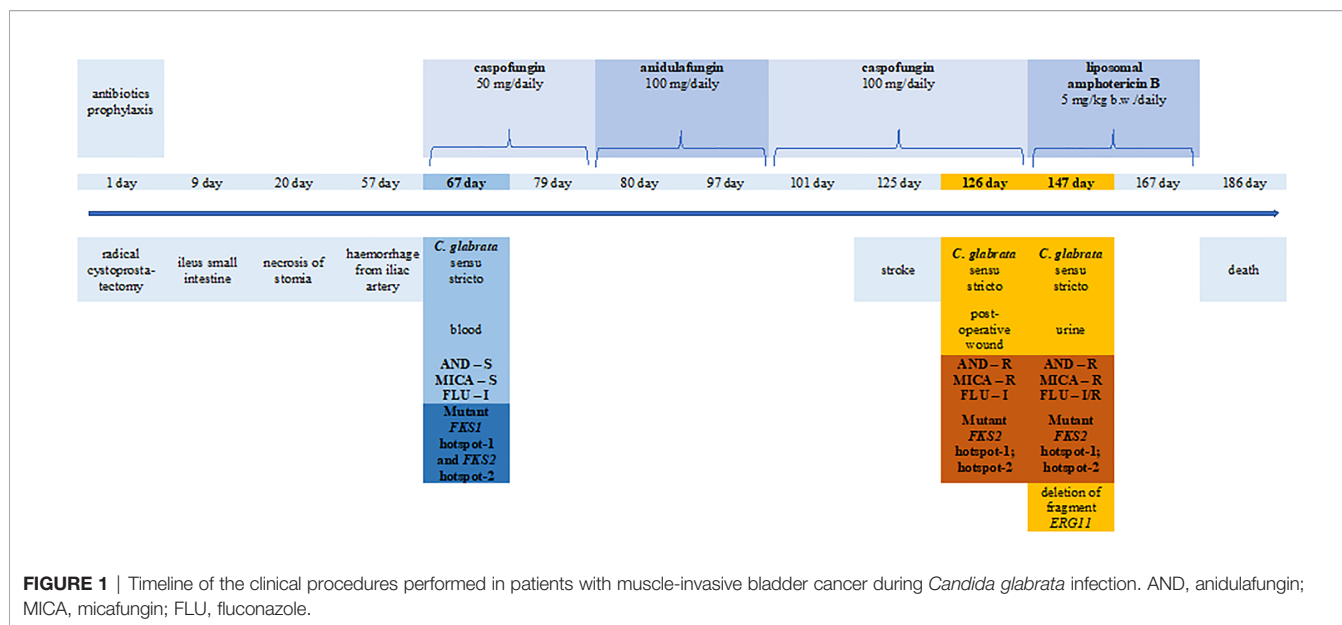 antibiotics
prophylaxis
caspofungin
50 mg/daily
anidulafungin
100 mg/daily
caspofungin
100 mg/daily
liposomal
amphotericin B
5 mg/kg b.w./daily
1 day
9 day
20 day
57 day
67 day
79 day
80 day
97 day
101 day
125 day
126 day
147 day
167 day
186 day
radical
cystoprosta-
tectomy
ileus small
intestine
necrosis of
stomia
haemorrhage
from iliac
artery
C. glabrata
sensu
stricto
blood
AND – S
MICA – S
FLU – I
Mutant
FKS1
hotspot-1
and FKS2
hotspot-2
stroke
C. glabrata
sensu
stricto
post-
operative
wound
AND – R
MICA – R
FLU – I
Mutant
FKS2
hotspot-1;
hotspot-2
C. glabrata
sensu
stricto
urine
AND – R
MICA – R
FLU – I/R
Mutant
FKS2
hotspot-1;
hotspot-2
deletion of
fragment
ERG11
death
FIGURE 1 | Timeline of the clinical procedures performed in patients with muscle-invasive bladder cancer during Candida glabrata infection. AND, anidulafungin;
MICA, micafungin; FLU, fluconazole.